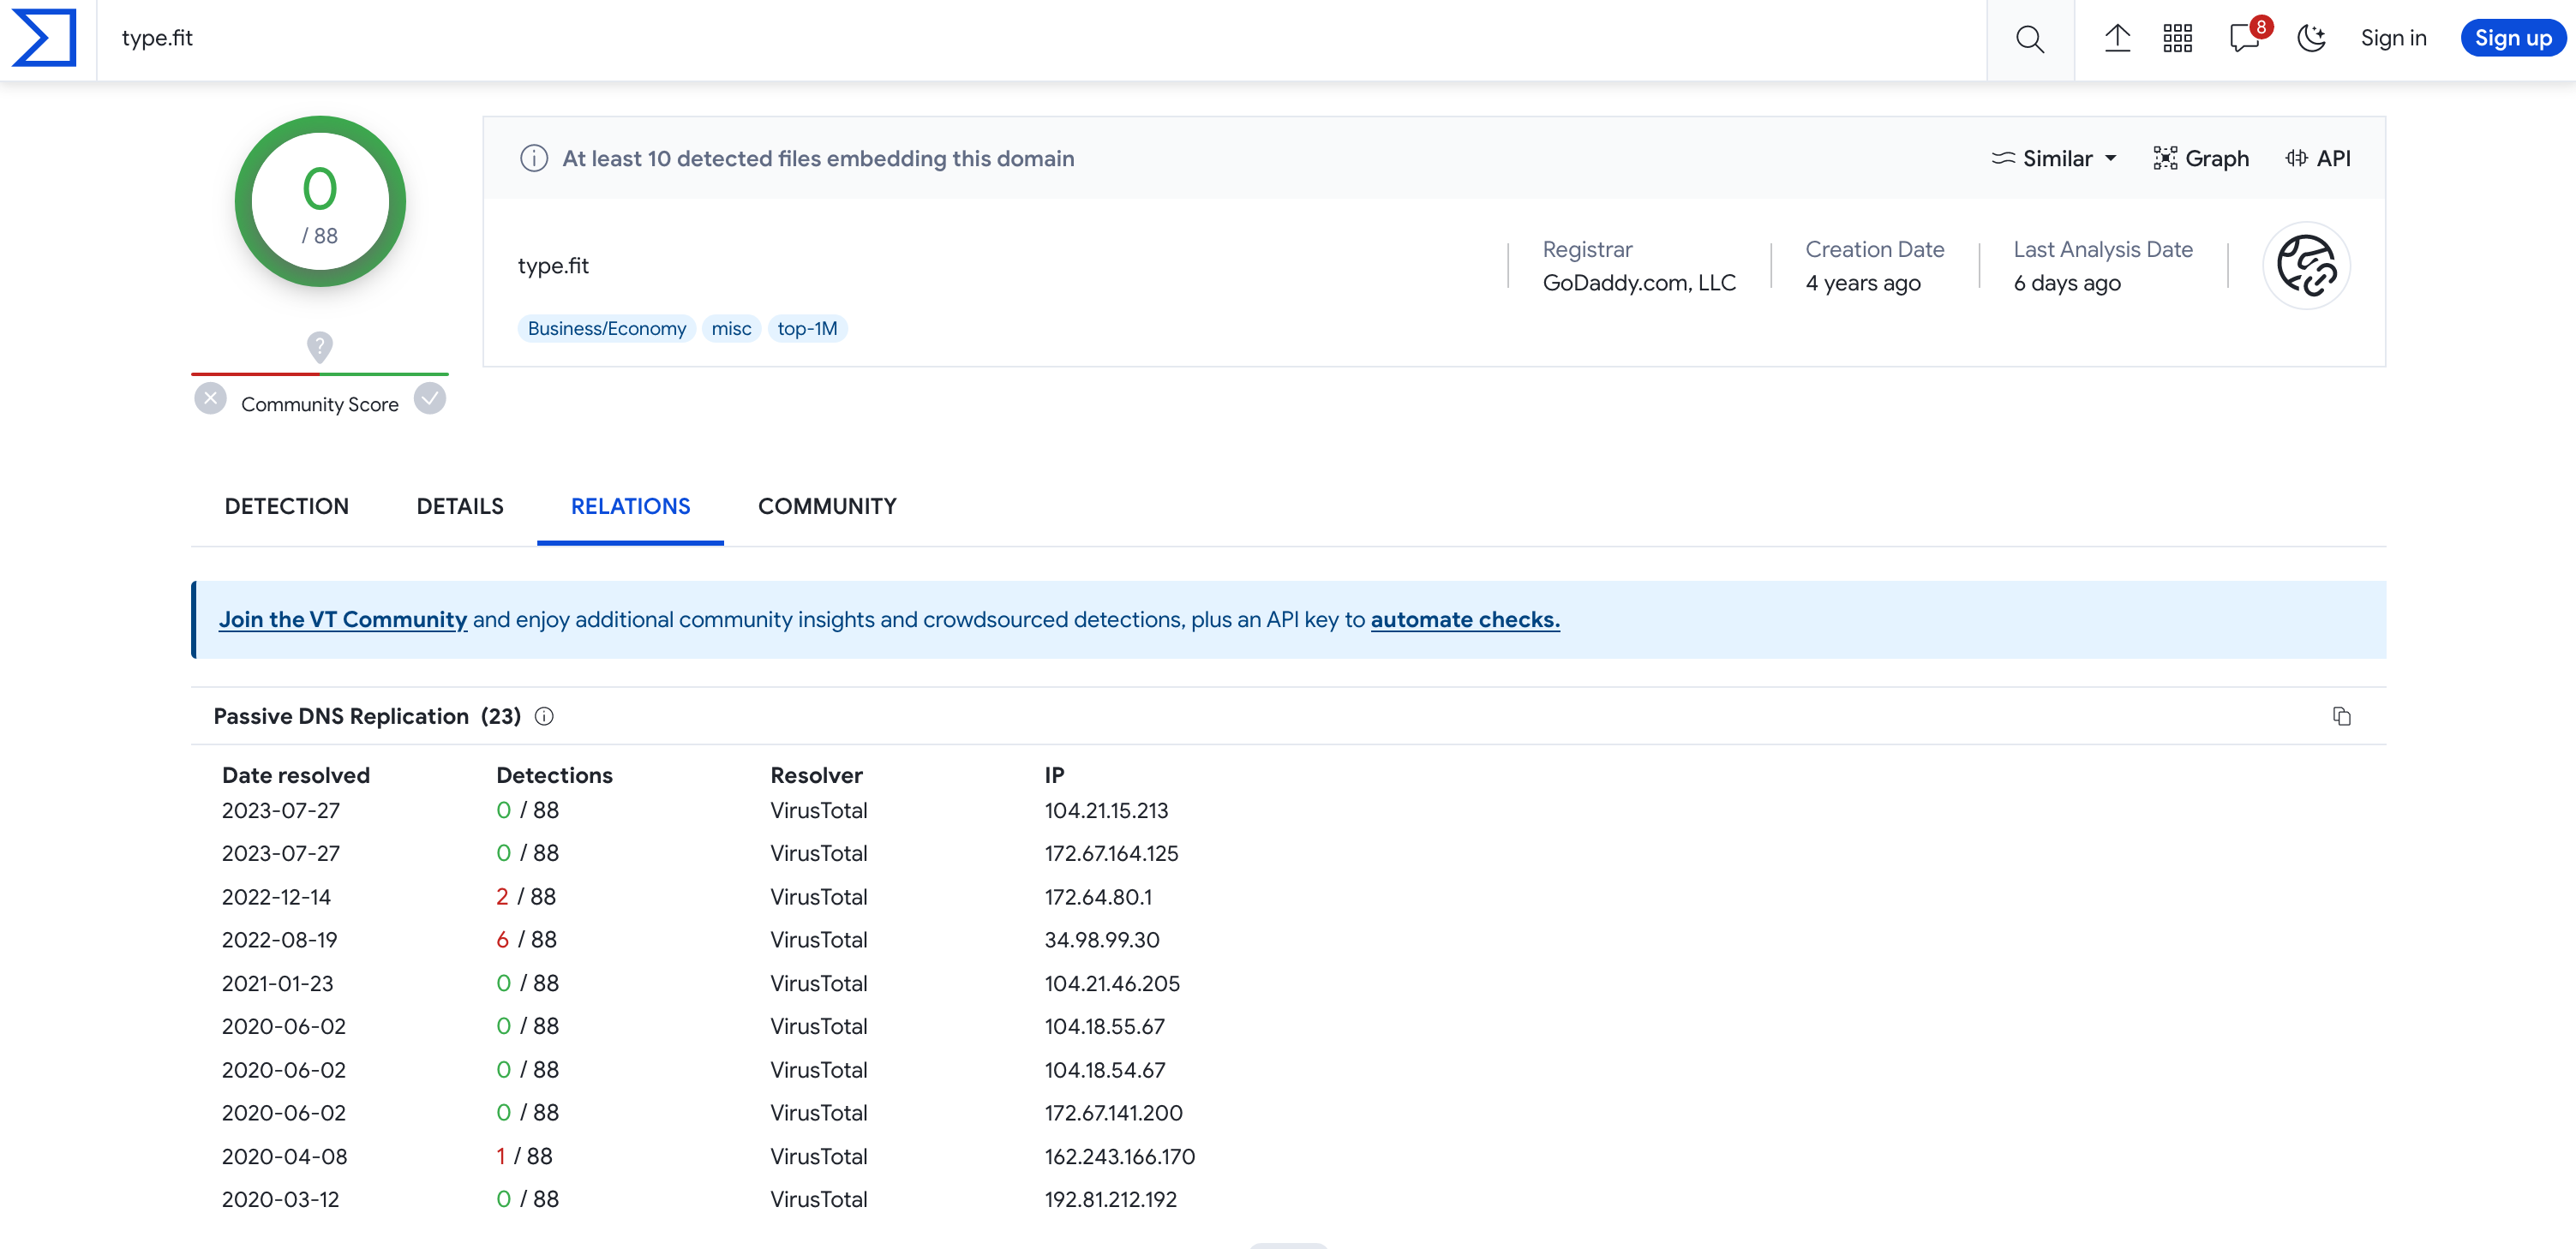 type.fit
8
Sign in
Sign up
0
/ 88
?
Community Score
At least 10 detected files embedding this domain
Similar
Graph
API
type.fit
Registrar
GoDaddy.com, LLC
Creation Date
4 years ago
Last Analysis Date
6 days ago
Business/Economy misc top-1M
DETECTION DETAILS RELATIONS COMMUNITY
Join the VT Community and enjoy additional community insights and crowdsourced detections, plus an API key to automate checks.
Passive DNS Replication (23)
Date resolved Detections Resolver IP
2023-07-27 0 / 88 VirusTotal 104.21.15.213
2023-07-27 0 / 88 VirusTotal 172.67.164.125
2022-12-14 2 / 88 VirusTotal 172.64.80.1
2022-08-19 6 / 88 VirusTotal 34.98.99.30
2021-01-23 0 / 88 VirusTotal 104.21.46.205
2020-06-02 0 / 88 VirusTotal 104.18.55.67
2020-06-02 0 / 88 VirusTotal 104.18.54.67
2020-06-02 0 / 88 VirusTotal 172.67.141.200
2020-04-08 1 / 88 VirusTotal 162.243.166.170
2020-03-12 0 / 88 VirusTotal 192.81.212.192